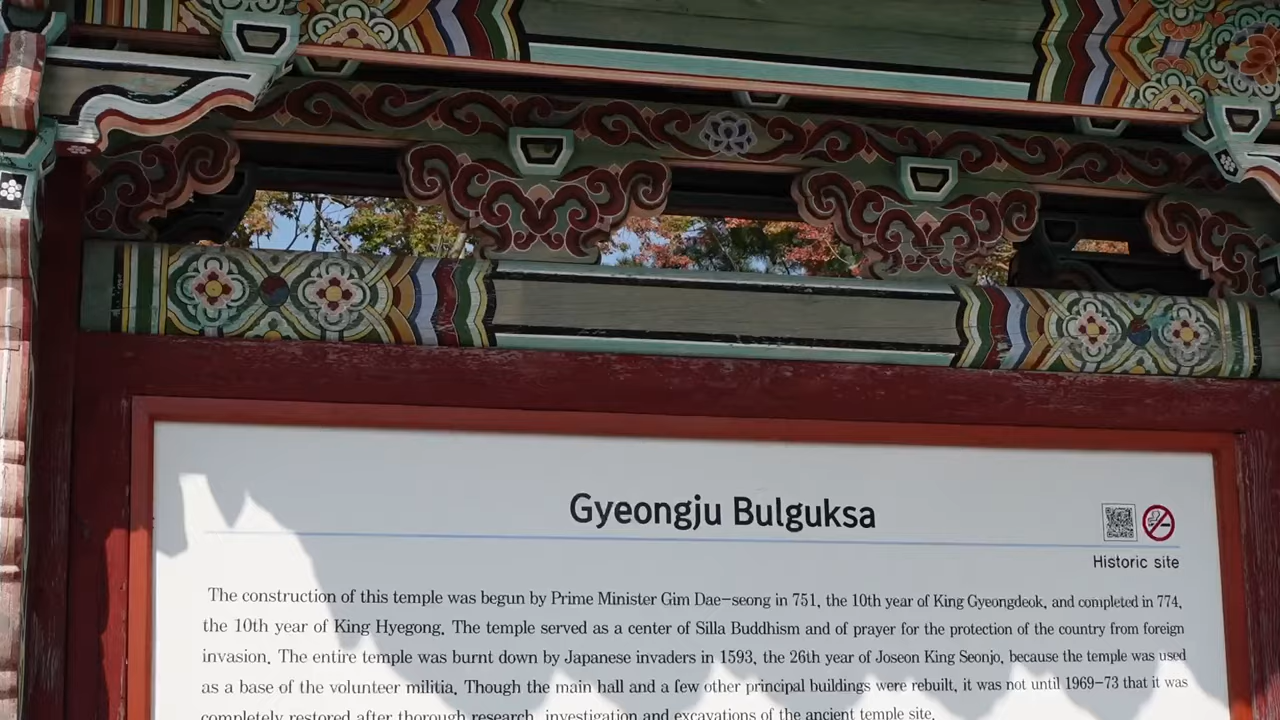 Gyeongju Bulguksa
Historic site
The construction of this temple was begun by Prime Minister Gim Dae-seong in 751, the 10th year of King Gyeongdeok, and completed in 774,
the 10th year of King Hyegong. The temple served as a center of Silla Buddhism and of prayer for the protection of the country from foreign
invasion. The entire temple was burnt down by Japanese invaders in 1593, the 26th year of Joseon King Seonjo, because the temple was used
as a base of the volunteer militia. Though the main hall and a few other principal buildings were rebuilt, it was not until 1969-73 that it was
completely restored after thorough research, investigation and excavations of the ancient temple site.